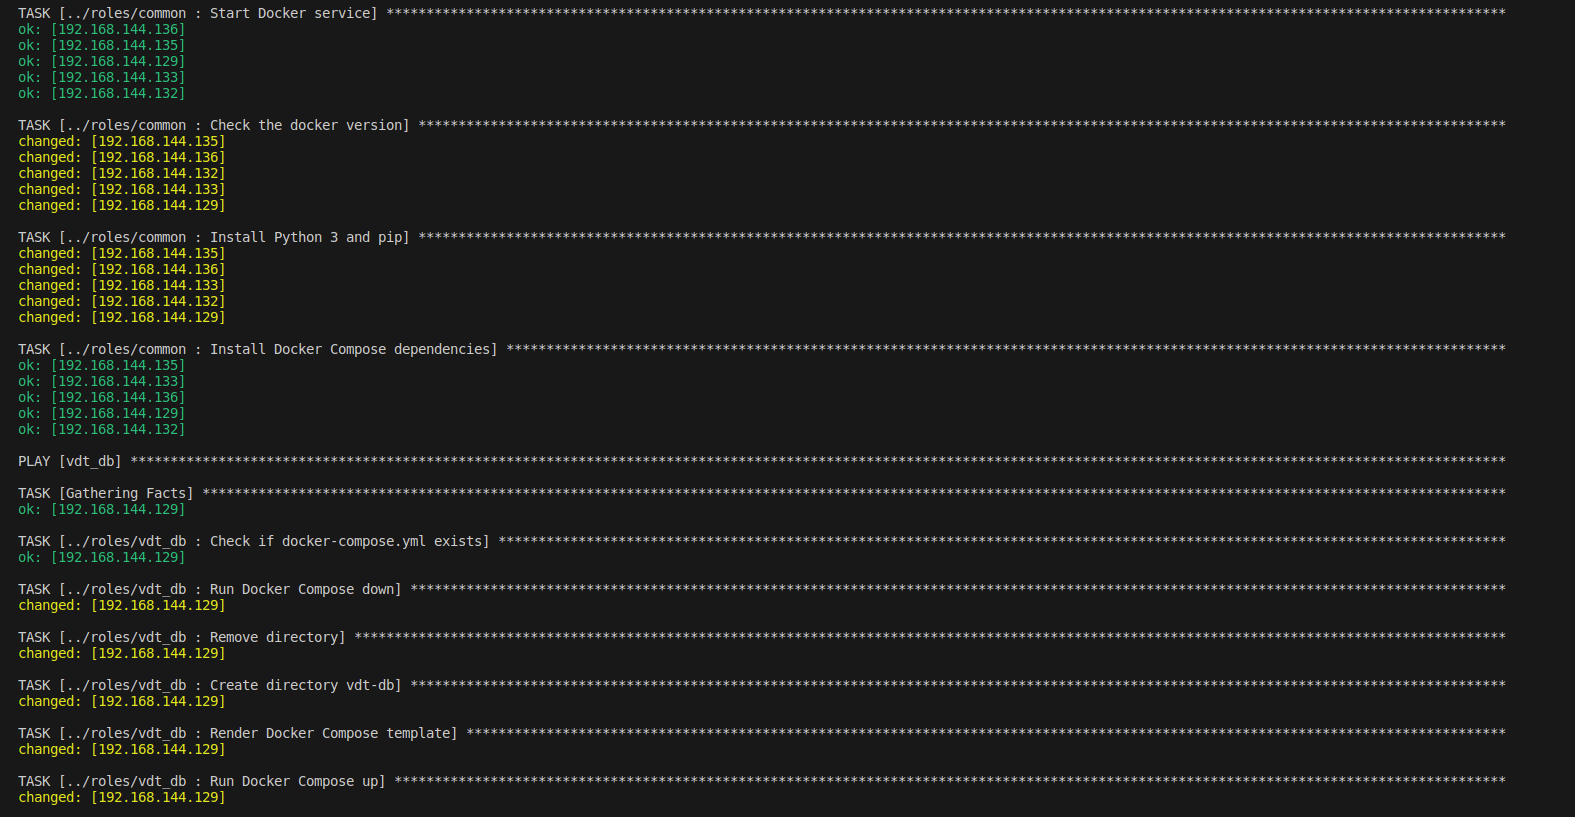 TASK [../roles/common : Start Docker service] ********************************************************************************************************************************************
ok: [192.168.144.136]
ok: [192.168.144.135]
ok: [192.168.144.129]
ok: [192.168.144.133]
ok: [192.168.144.132]
TASK [../roles/common : Check the docker version] ****************************************************************************************************************************************
changed: [192.168.144.135]
changed: [192.168.144.136]
changed: [192.168.144.132]
changed: [192.168.144.133]
changed: [192.168.144.129]
TASK [../roles/common : Install Python 3 and pip] ****************************************************************************************************************************************
changed: [192.168.144.135]
changed: [192.168.144.136]
changed: [192.168.144.133]
changed: [192.168.144.132]
changed: [192.168.144.129]
TASK [../roles/common : Install Docker Compose dependencies] *****************************************************************************************************************************
ok: [192.168.144.135]
ok: [192.168.144.133]
ok: [192.168.144.136]
ok: [192.168.144.129]
ok: [192.168.144.132]
PLAY [vdt_db] ****************************************************************************************************************************************************************************
TASK [Gathering Facts] *******************************************************************************************************************************************************************
ok: [192.168.144.129]
TASK [../roles/vdt_db : Check if docker-compose.yml exists] ******************************************************************************************************************************
ok: [192.168.144.129]
TASK [../roles/vdt_db : Run Docker Compose down] *****************************************************************************************************************************************
changed: [192.168.144.129]
TASK [../roles/vdt_db : Remove directory] ************************************************************************************************************************************************
changed: [192.168.144.129]
TASK [../roles/vdt_db : Create directory vdt-db] *****************************************************************************************************************************************
changed: [192.168.144.129]
TASK [../roles/vdt_db : Render Docker Compose template] **********************************************************************************************************************************
changed: [192.168.144.129]
TASK [../roles/vdt_db : Run Docker Compose up] *******************************************************************************************************************************************
changed: [192.168.144.129]